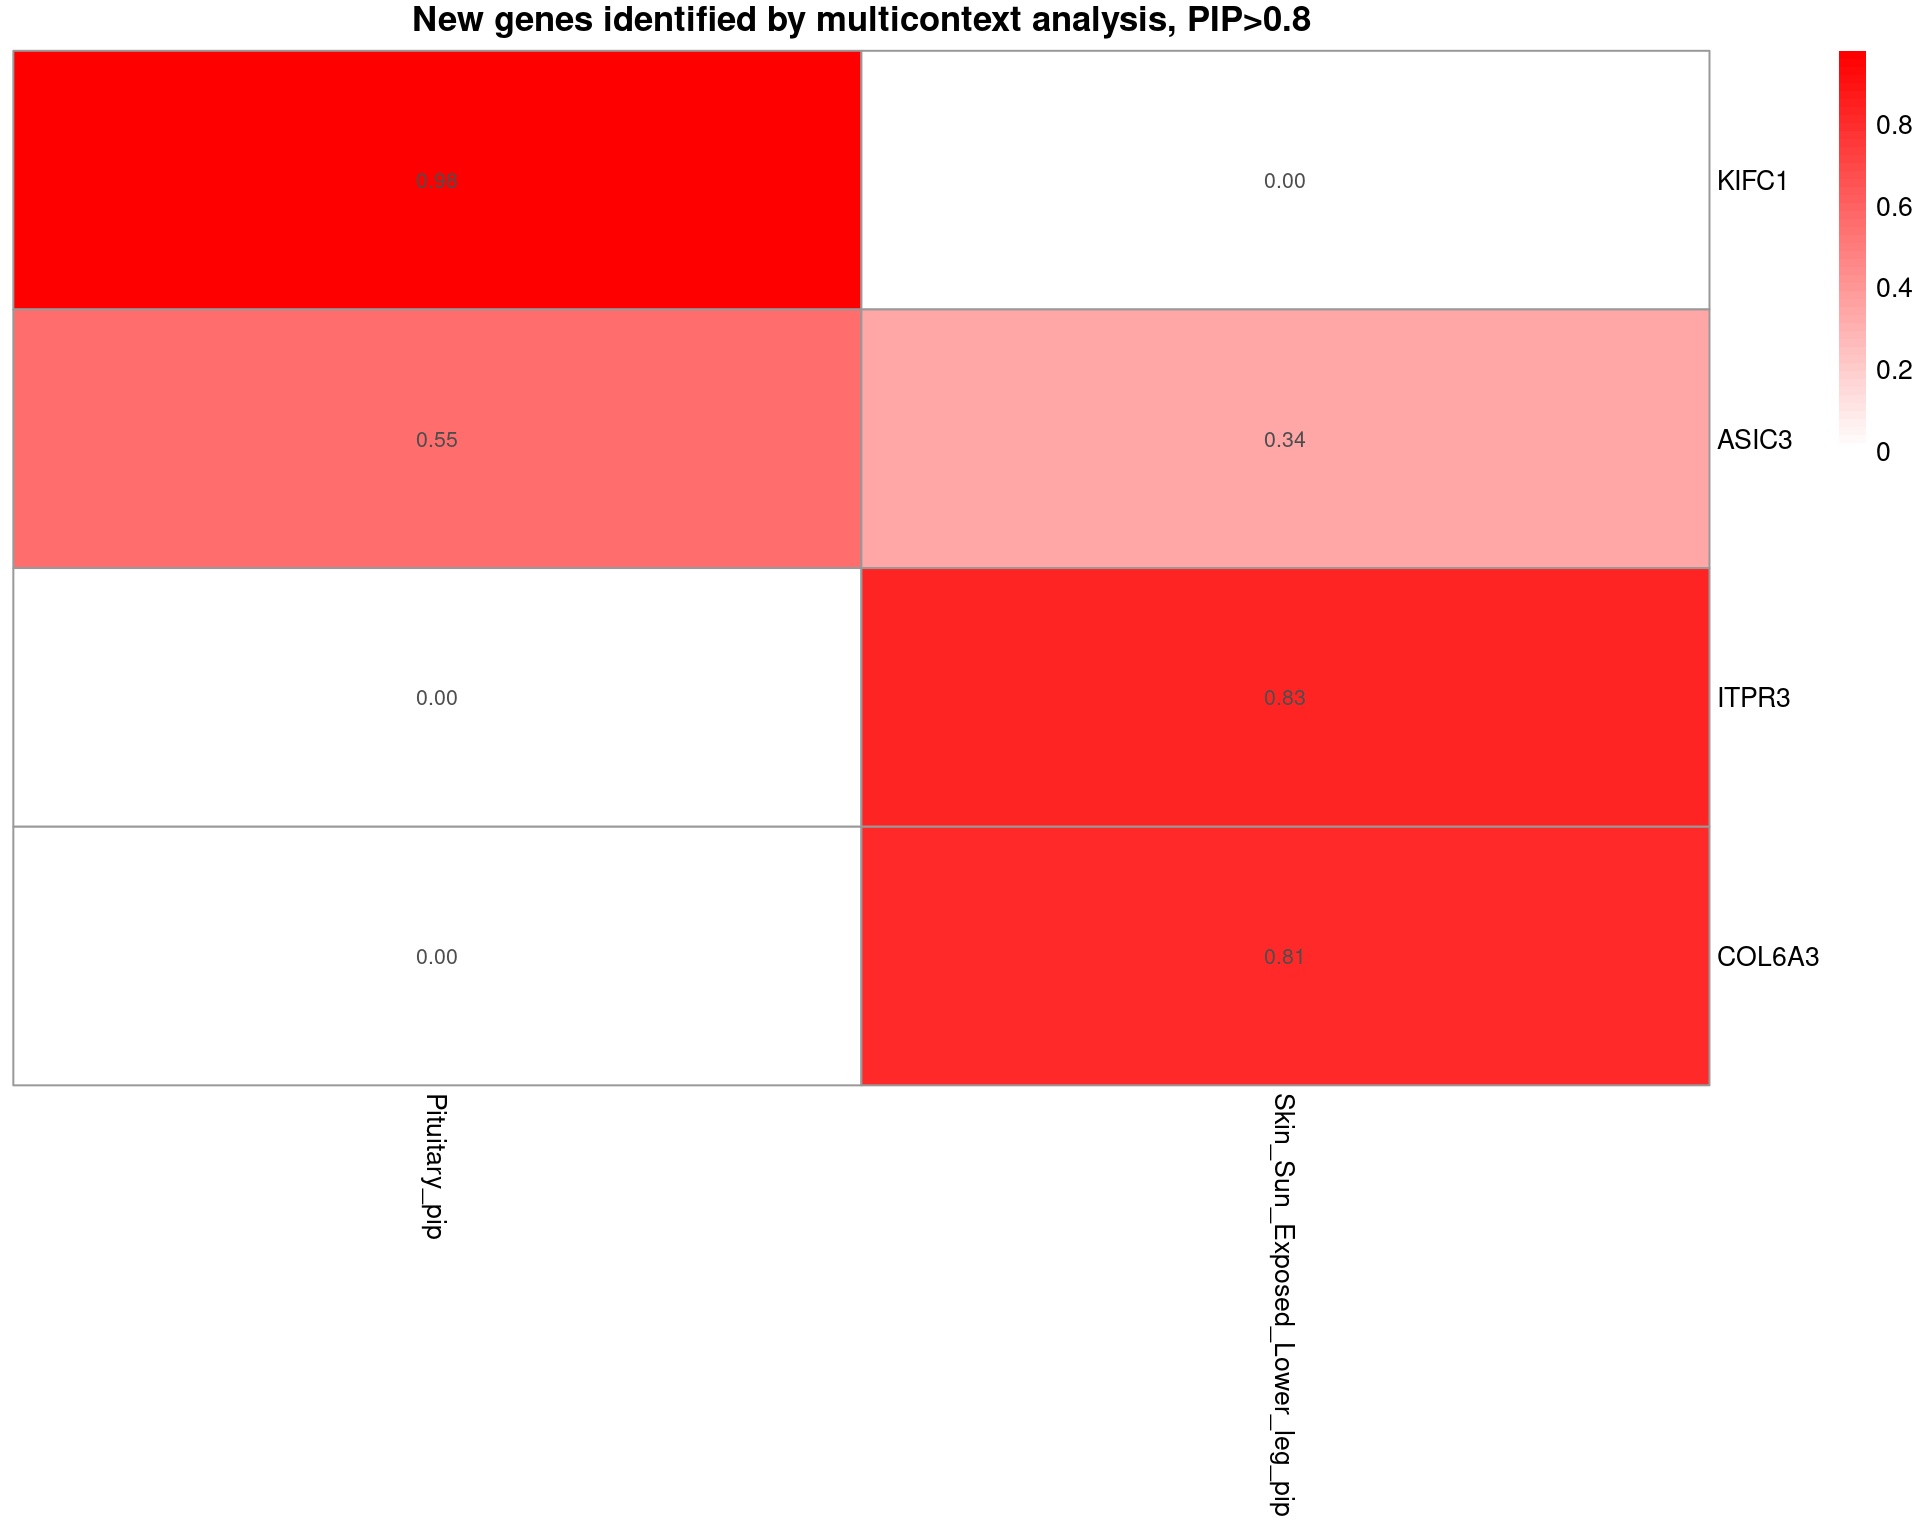 New genes identified by multicontext analysis, PIP>0.8
0.98
0.00
KIFC1
0.55
0.34
ASIC3
0.00
0.83
ITPR3
0.00
0.81
COL6A3
Pituitary_pip
Skin_Sun_Exposed_Lower_leg_pip
0.8
0.6
0.4
0.2
0